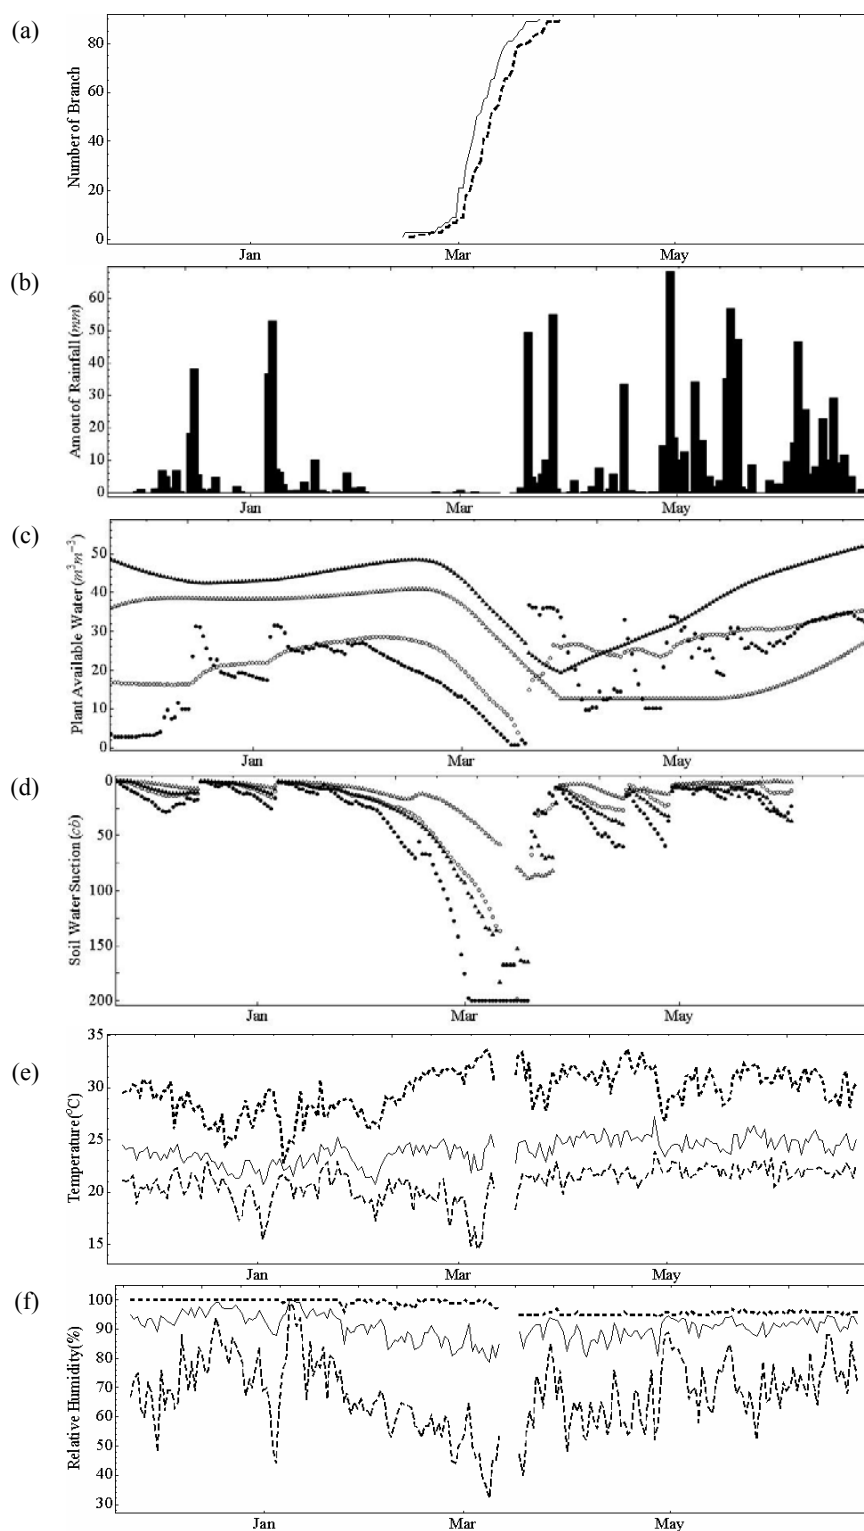 (a)
Number of Branch
80
60
40
20
0
Jan Mar May
(b)
Amout of Rainfall (mm)
60
50
40
30
20
10
0
Jan Mar May
(c)
Plant Available Water (m³m⁻³)
50
40
30
20
10
0
Jan Mar May
(d)
Soil Water Suction (cb)
0
50
100
150
200
Jan Mar May
(e)
Temperature (°C)
35
30
25
20
15
Jan Mar May
(f)
Relative Humidity (%)
100
90
80
70
60
50
40
30
Jan Mar May